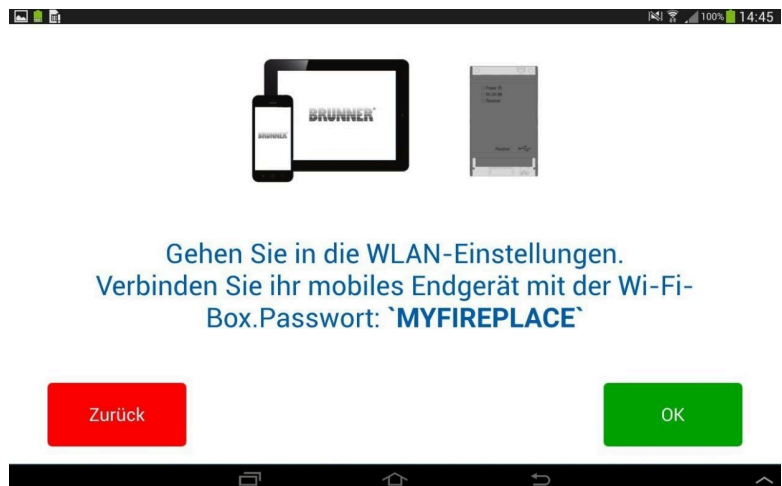 100% 14:45
BRUNNER
BRUNNER
Gehen Sie in die WLAN-Einstellungen.
Verbinden Sie ihr mobiles Endgerät mit der Wi-Fi-
Box.Passwort: `MYFIREPLACE`
Zurück
OK